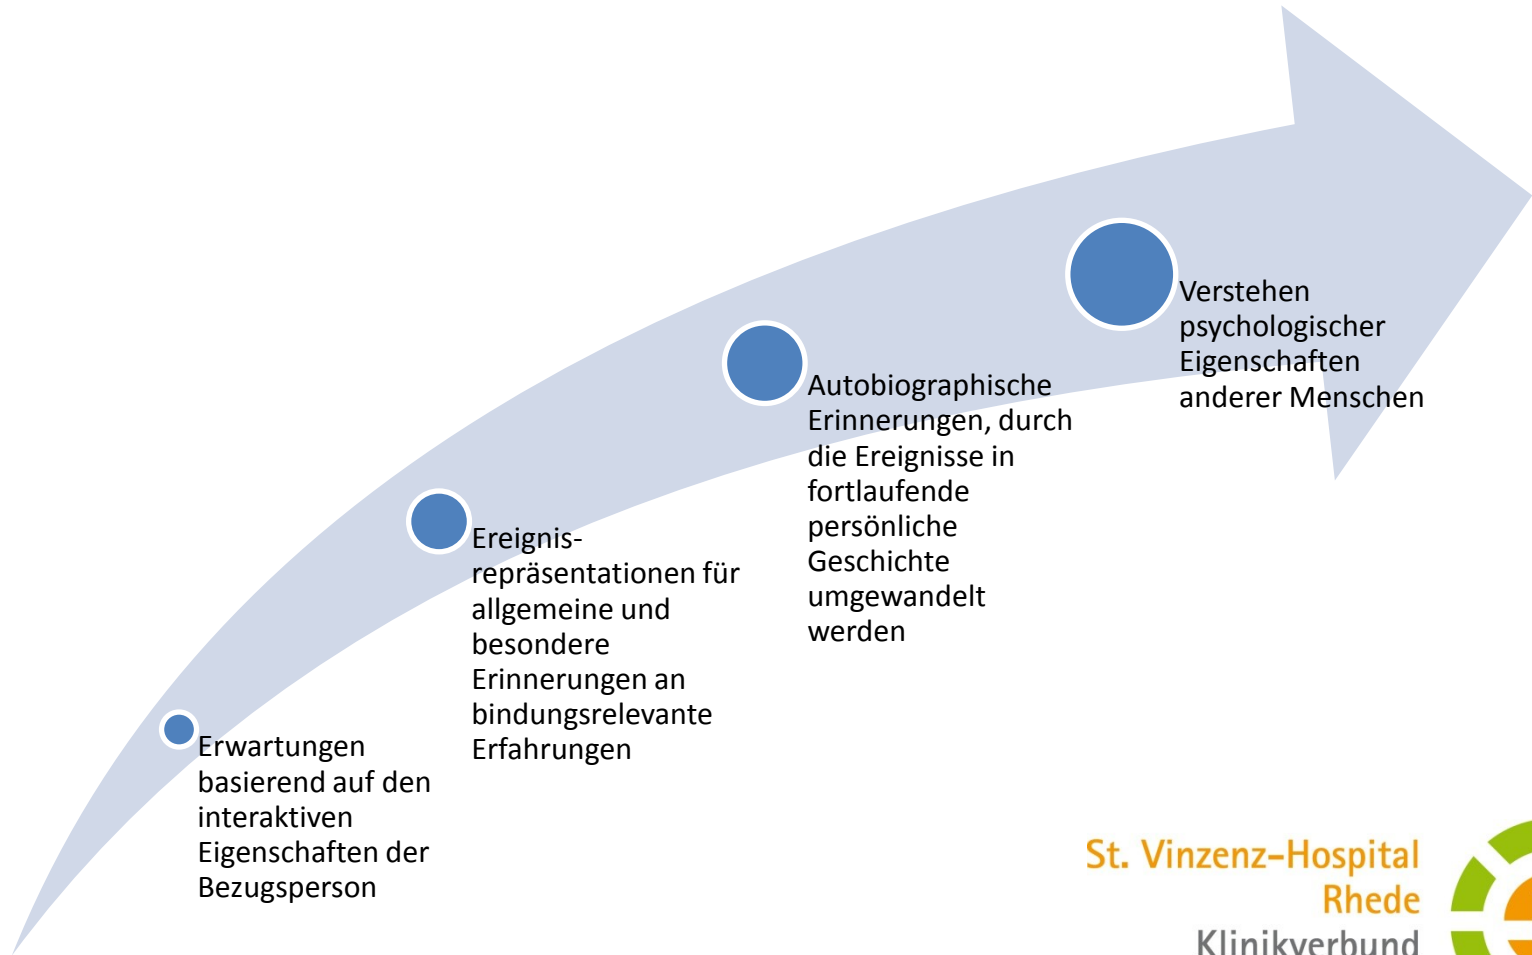 Erwartungen
basierend auf den
interaktiven
Eigenschaften der
Bezugsperson
Ereignis-
repräsentationen für
allgemeine und
besondere
Erinnerungen an
bindungsrelevante
Erfahrungen
Autobiographische
Erinnerungen, durch
die Ereignisse in
fortlaufende
persönliche
Geschichte
umgewandelt
werden
Verstehen
psychologischer
Eigenschaften
anderer Menschen
St. Vinzenz-Hospital
Rhede
Klinikverbund